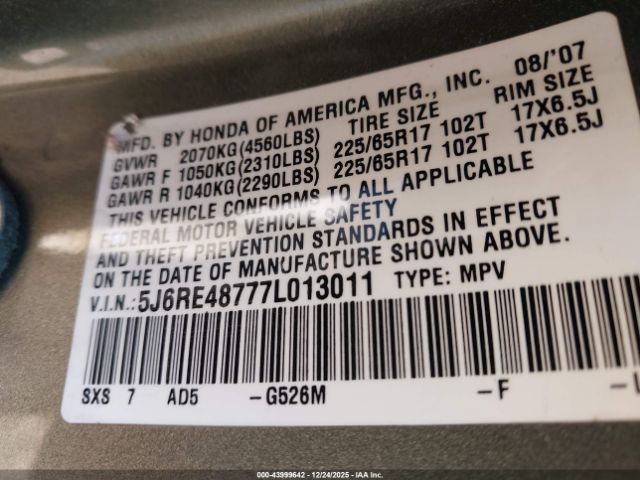 MFD. BY HONDA OF AMERICA MFG., INC. 08/'07
GVWR 2070KG(4560LBS) TIRE SIZE RIM SIZE
GAWR F 1050KG(2310LBS) 225/65R17 102T 17X6.5J
GAWR R 1040KG(2290LBS) 225/65R17 102T 17X6.5J
THIS VEHICLE CONFORMS TO ALL APPLICABLE
FEDERAL MOTOR VEHICLE SAFETY
AND THEFT PREVENTION STANDARDS IN EFFECT
ON THE DATE OF MANUFACTURE SHOWN ABOVE.
V.I.N.: 5J6RE48777L013011 TYPE: MPV
SXS 7 AD5 -G526M -F
000-43999642 - 12/24/2025 - IAA Inc.